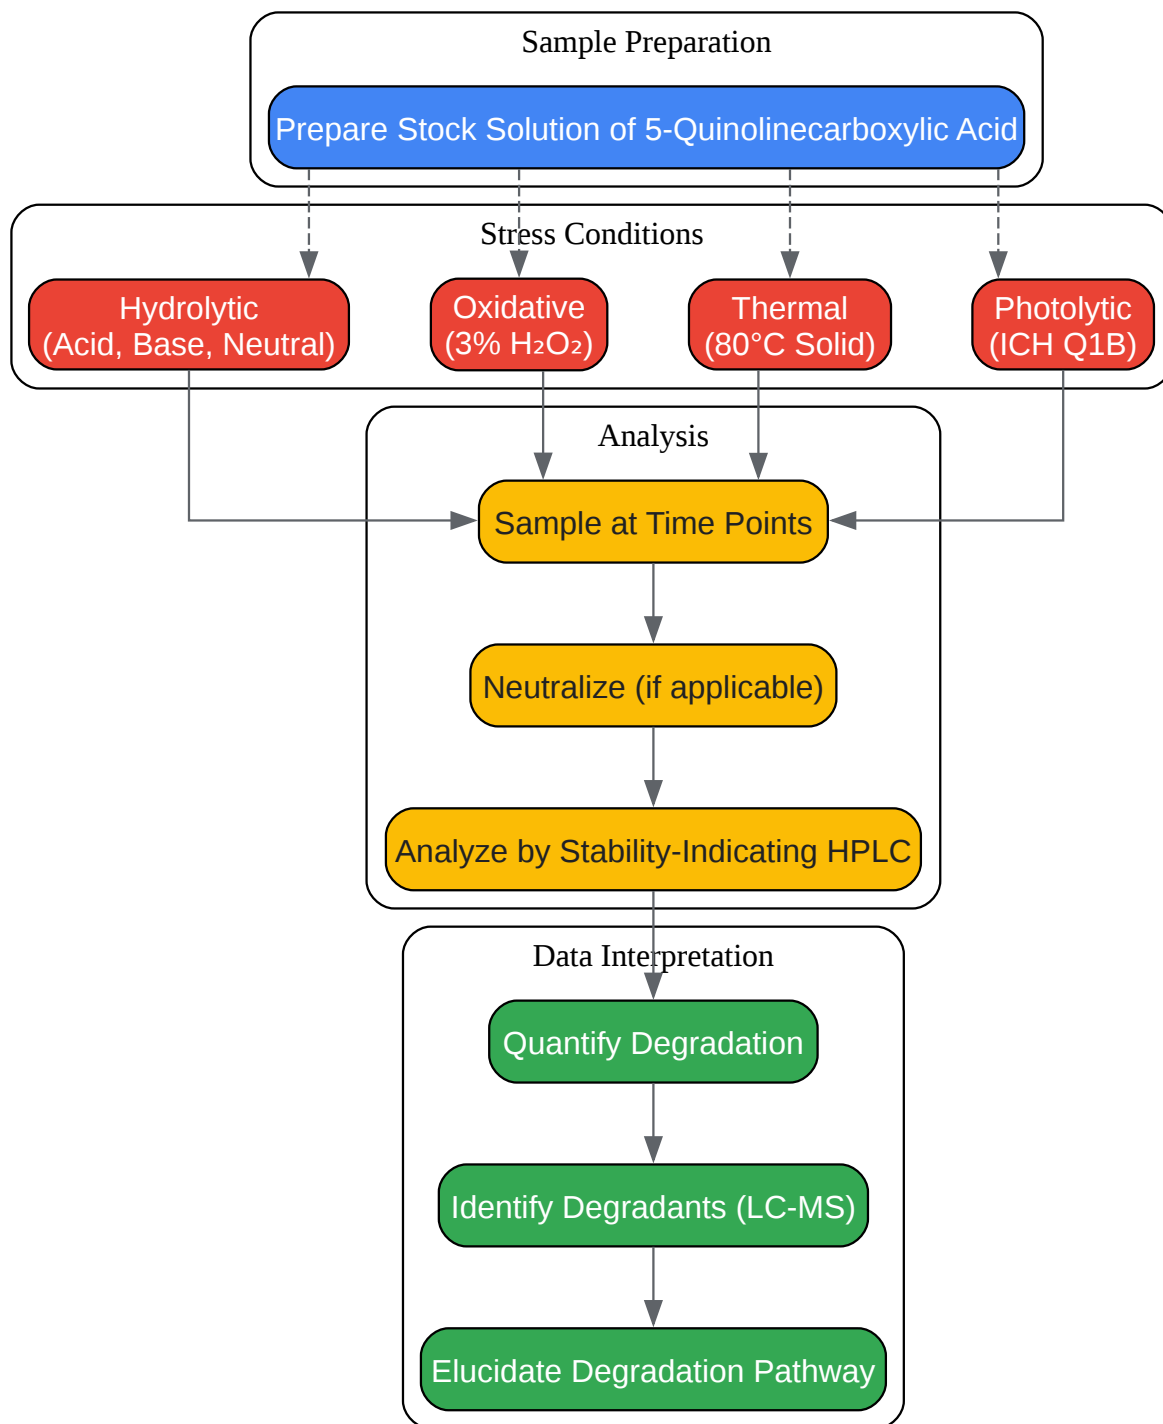 Sample Preparation
Prepare Stock Solution of 5-Quinolinecarboxylic Acid
Stress Conditions
Hydrolytic
(Acid, Base, Neutral)
Oxidative
(3% H₂O₂)
Thermal
(80°C Solid)
Photolytic
(ICH Q1B)
Analysis
Sample at Time Points
Neutralize (if applicable)
Analyze by Stability-Indicating HPLC
Data Interpretation
Quantify Degradation
Identify Degradants (LC-MS)
Elucidate Degradation Pathway